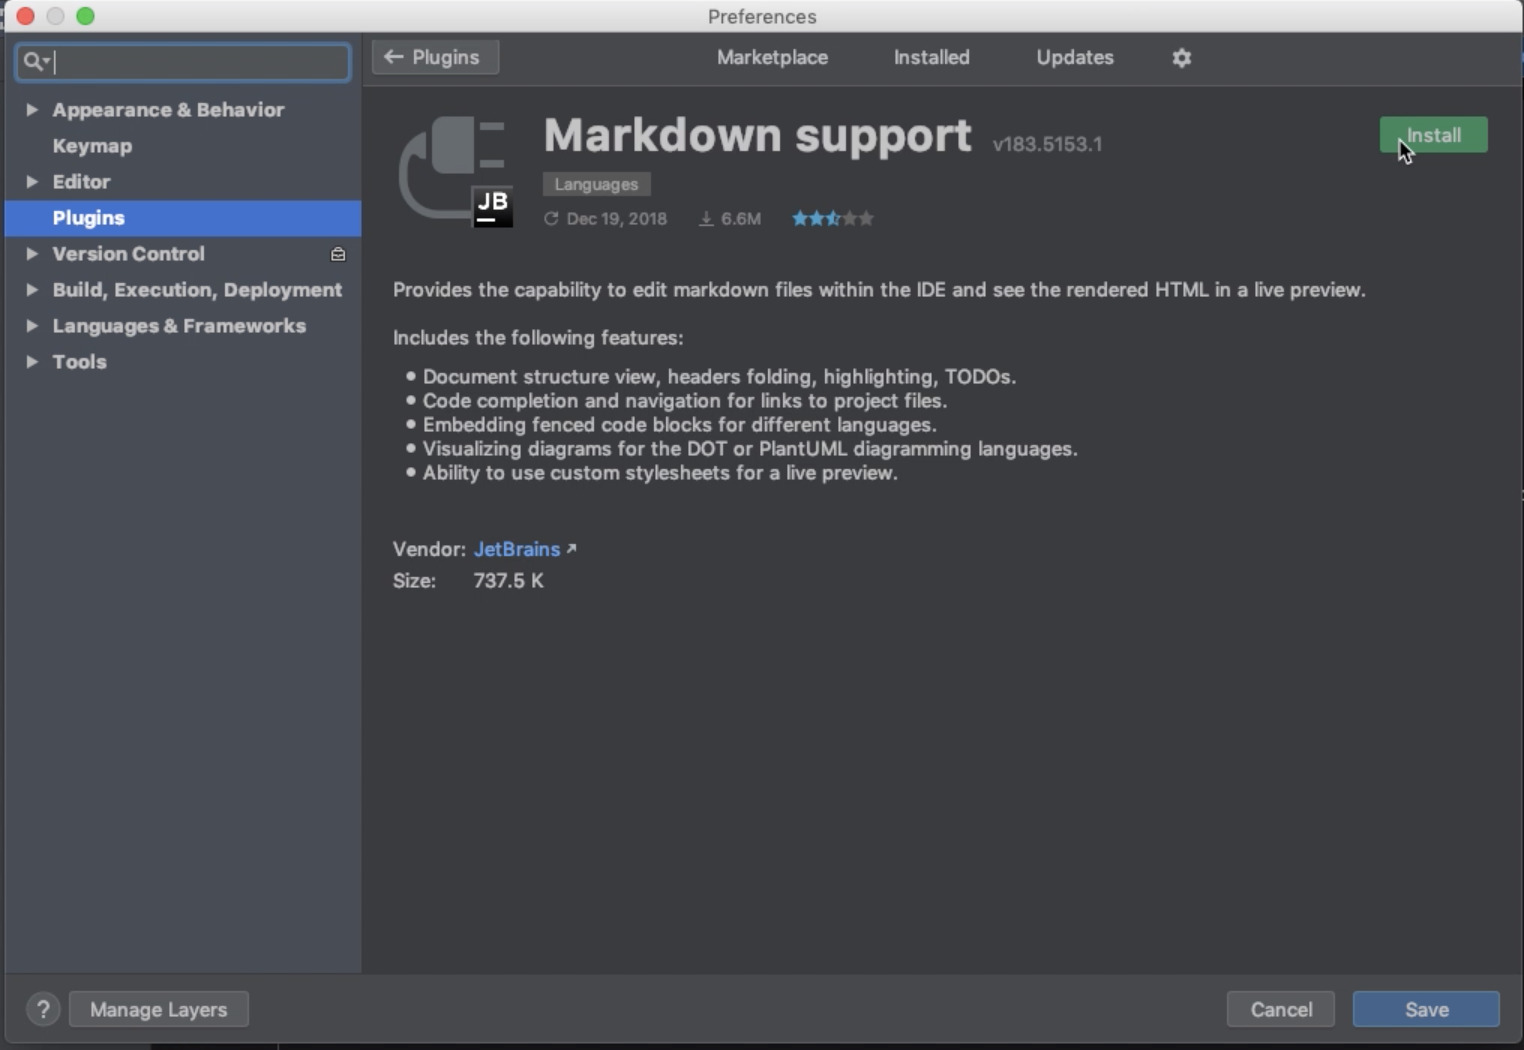 Preferences
← Plugins
Marketplace
Installed
Updates
Appearance & Behavior
Keymap
Editor
Plugins
Version Control
Build, Execution, Deployment
Languages & Frameworks
Tools
Markdown support v183.5153.1
Install
Languages
JB
Dec 19, 2018 6.6M
Provides the capability to edit markdown files within the IDE and see the rendered HTML in a live preview.
Includes the following features:
• Document structure view, headers folding, highlighting, TODOs.
• Code completion and navigation for links to project files.
• Embedding fenced code blocks for different languages.
• Visualizing diagrams for the DOT or PlantUML diagramming languages.
• Ability to use custom stylesheets for a live preview.
Vendor: JetBrains ↗
Size: 737.5 K
?
Manage Layers
Cancel
Save